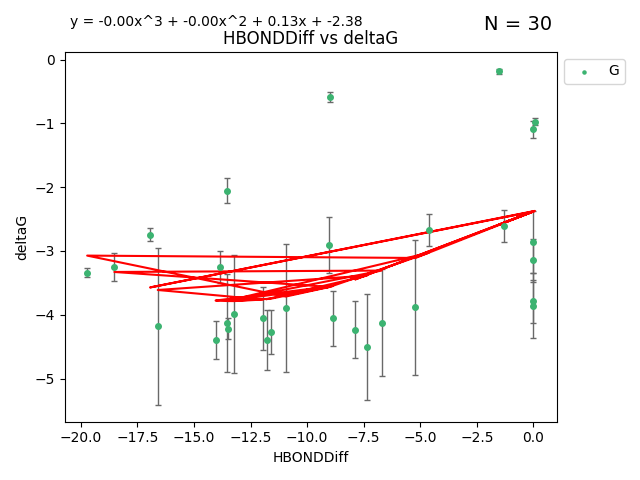 y = -0.00x^3 + -0.00x^2 + 0.13x + -2.38
N = 30
HBONDDiff vs deltaG
G
0
−1
−2
−3
−4
−5
deltaG
−20.0 −17.5 −15.0 −12.5 −10.0 −7.5 −5.0 −2.5 0.0
HBONDDiff